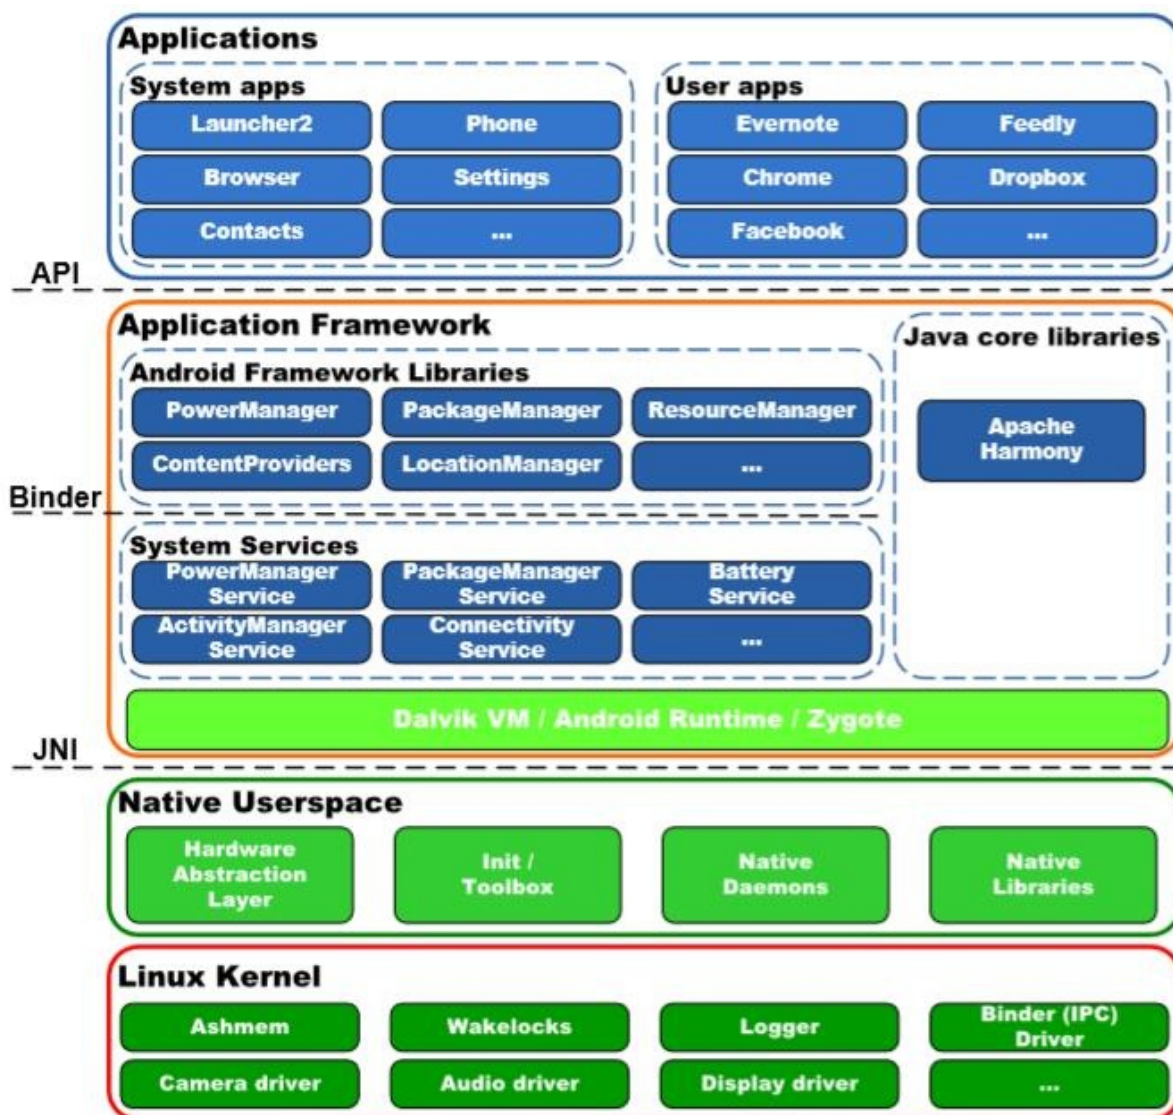 Applications
System apps
User apps
Launcher2
Phone
Evernote
Feedly
Browser
Settings
Chrome
Dropbox
Contacts
...
Facebook
...
API
Application Framework
Java core libraries
Android Framework Libraries
PowerManager
PackageManager
ResourceManager
Apache
Harmony
ContentProviders
LocationManager
...
Binder
System Services
PowerManager
Service
PackageManager
Service
Battery
Service
ActivityManager
Service
Connectivity
Service
...
Dalvik VM / Android Runtime / Zygote
JNI
Native Userspace
Hardware
Abstraction
Layer
Init /
Toolbox
Native
Daemons
Native
Libraries
Linux Kernel
Ashmem
Wakelocks
Logger
Binder (IPC)
Driver
Camera driver
Audio driver
Display driver
...